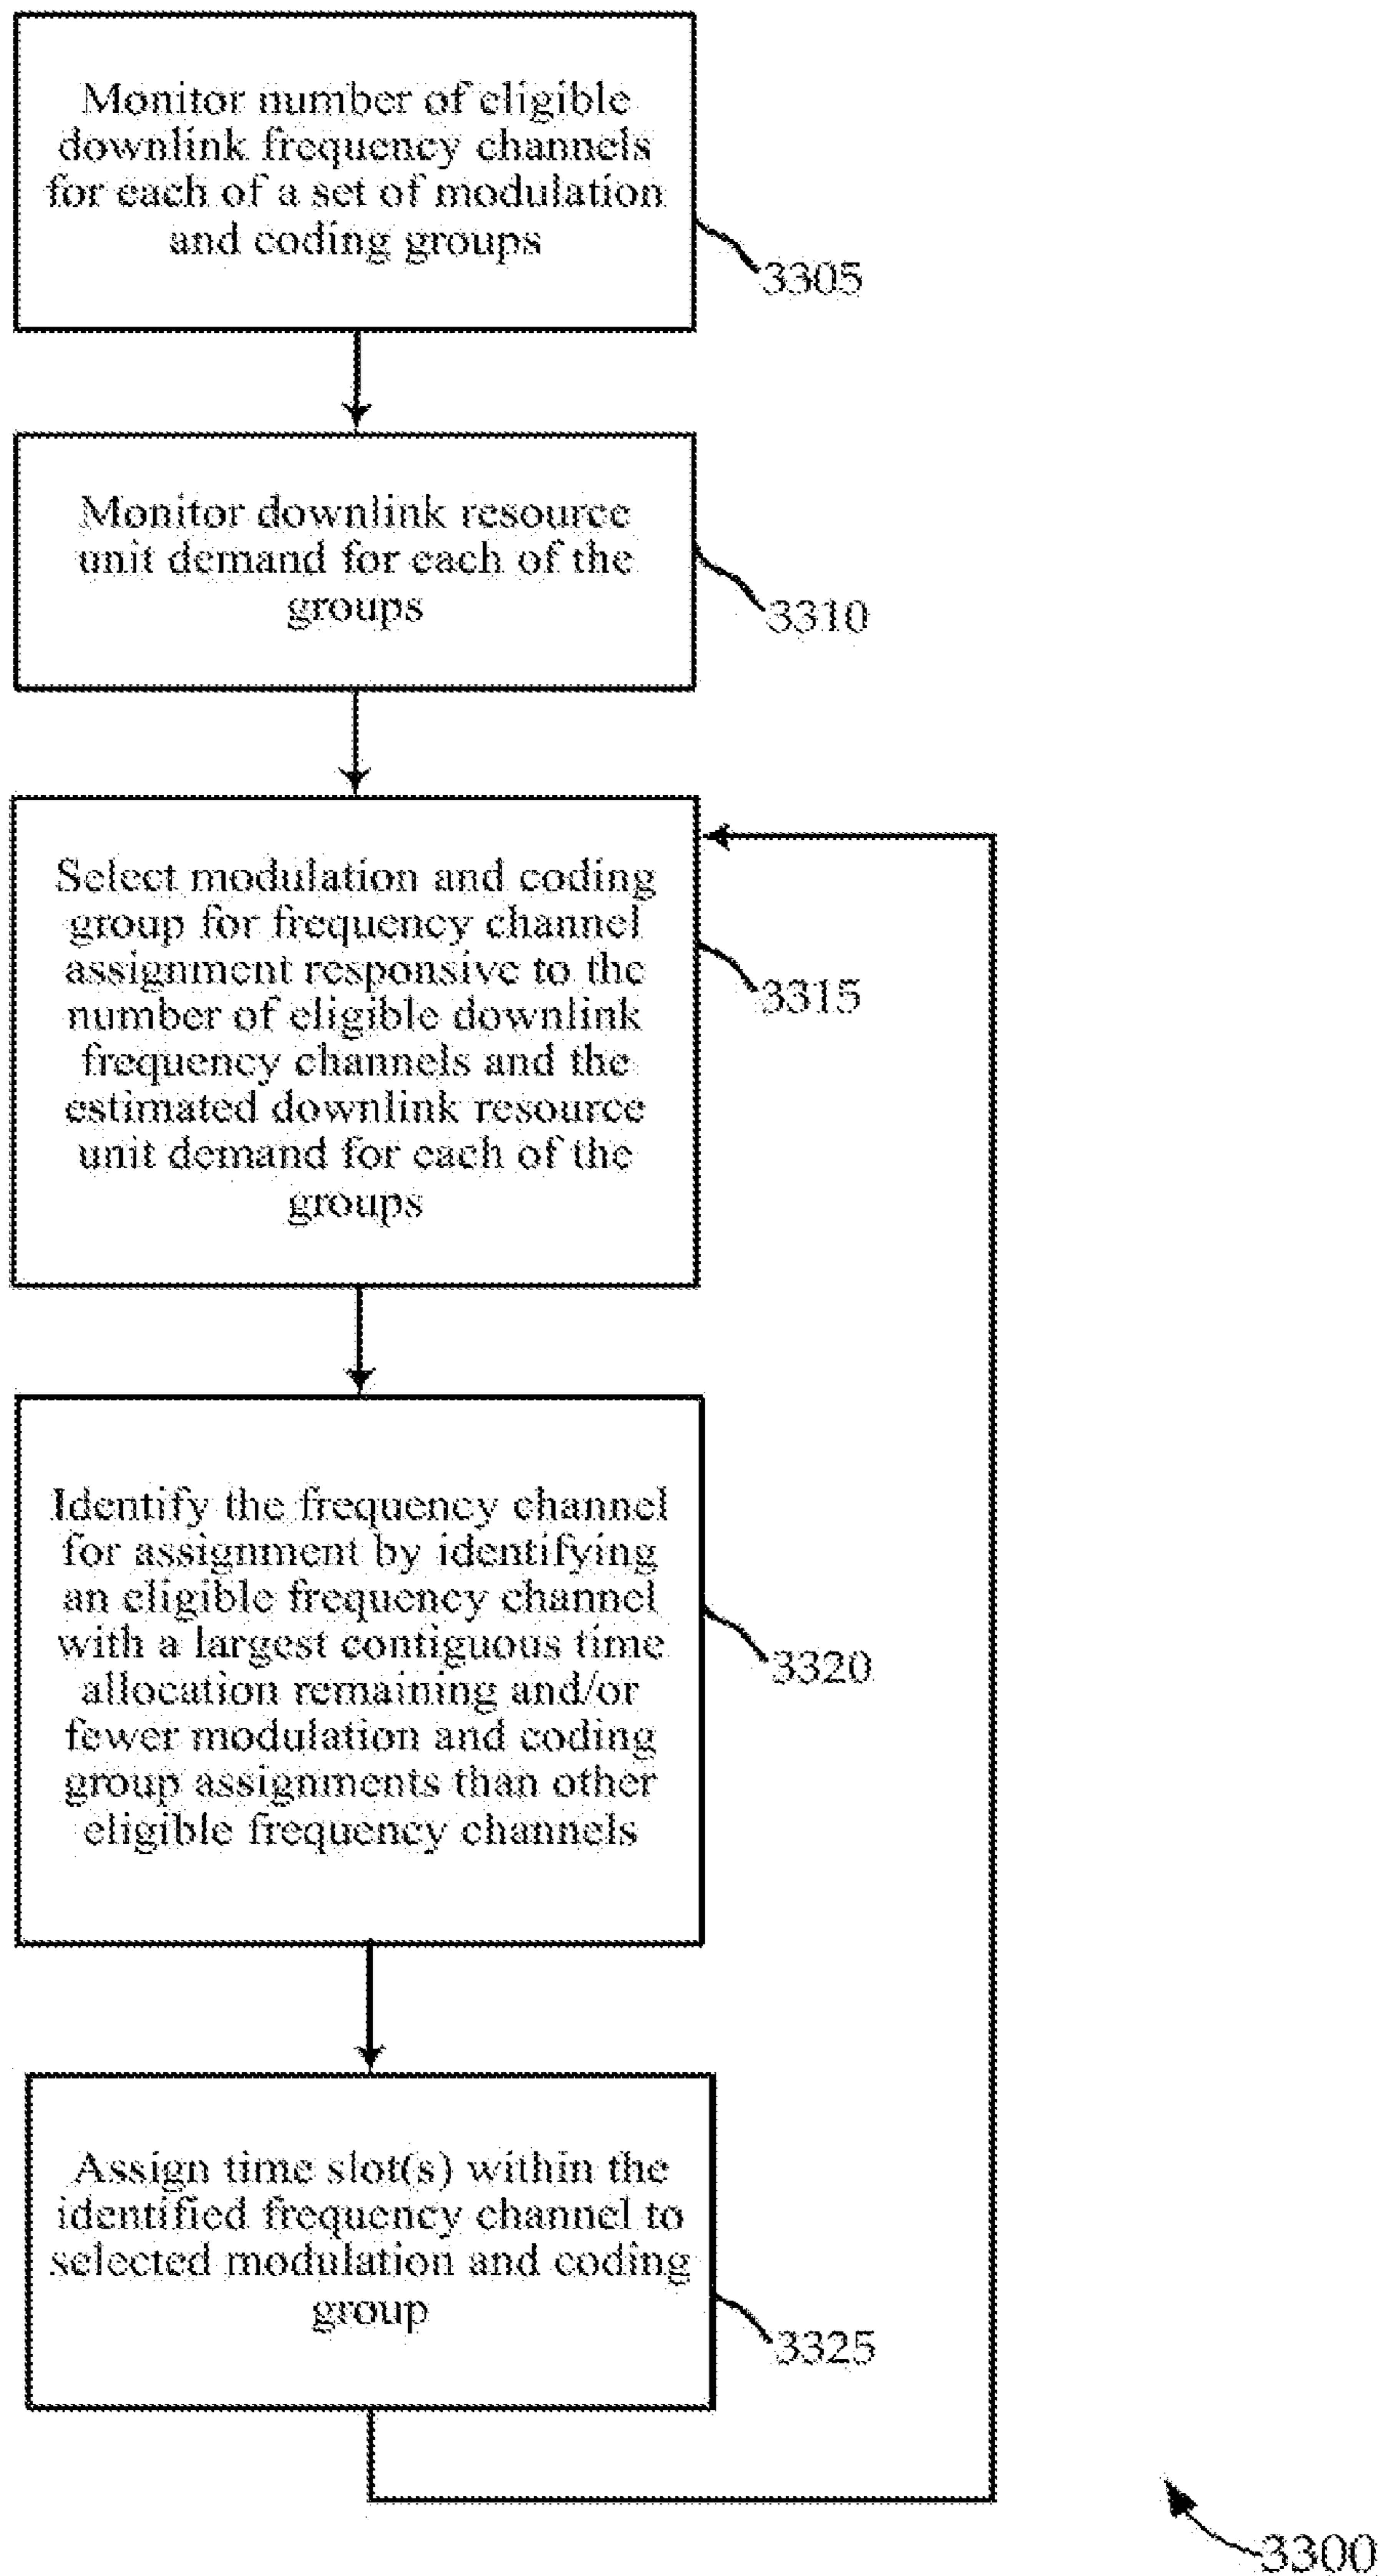 Monitor number of eligible
downlink frequency channels
for each of a set of modulation
and coding groups
3305
Monitor downlink resource
unit demand for each of the
groups
3310
Select modulation and coding
group for frequency channel
assignment responsive to the
number of eligible downlink
frequency channels and the
estimated downlink resource
unit demand for each of the
groups
3315
Identify the frequency channel
for assignment by identifying
an eligible frequency channel
with a largest contiguous time
allocation remaining and/or
fewer modulation and coding
group assignments than other
eligible frequency channels
3320
Assign time slot(s) within the
identified frequency channel to
selected modulation and coding
group
3325
3300